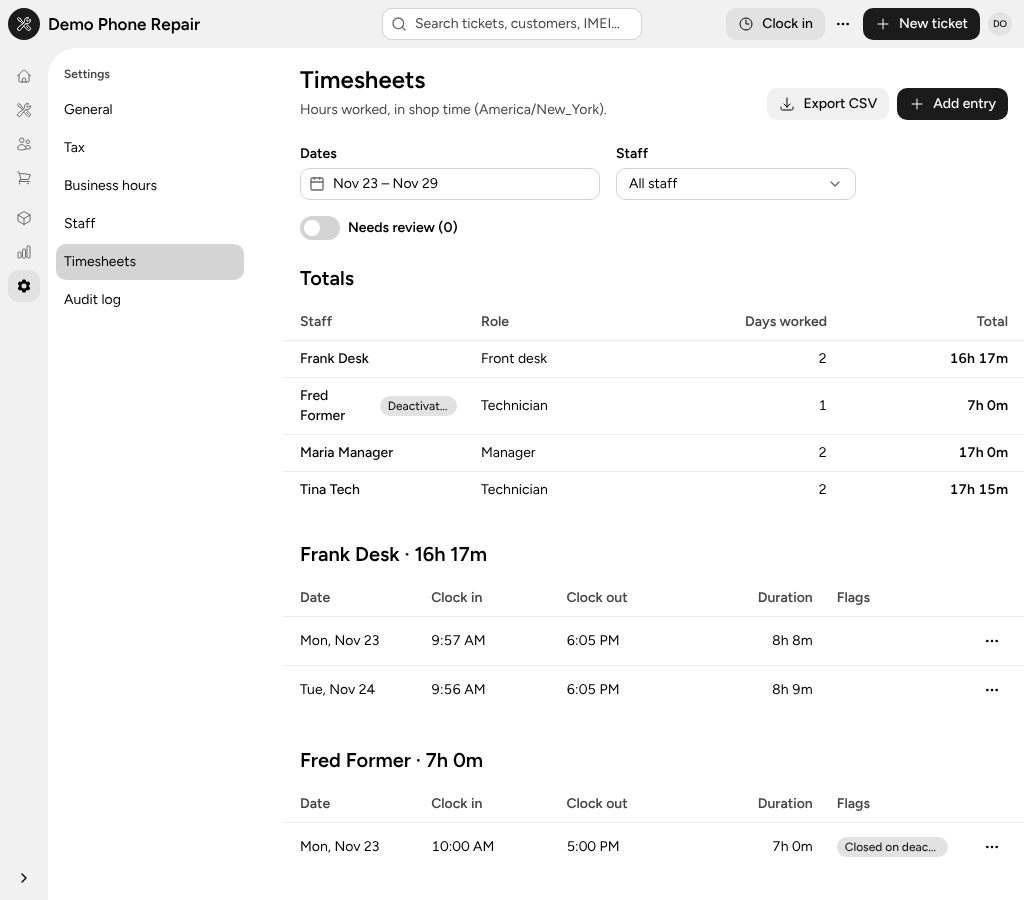 Demo Phone Repair
Search tickets, customers, IMEI...
Clock in
New ticket
DO
Settings
General
Tax
Business hours
Staff
Timesheets
Audit log
Timesheets
Hours worked, in shop time (America/New_York).
Export CSV
Add entry
Dates
Staff
Nov 23 – Nov 29
All staff
Needs review (0)
Totals
Staff Role Days worked Total
Frank Desk Front desk 2 16h 17m
Fred Former Deactivat... Technician 1 7h 0m
Maria Manager Manager 2 17h 0m
Tina Tech Technician 2 17h 15m
Frank Desk · 16h 17m
Date Clock in Clock out Duration Flags
Mon, Nov 23 9:57 AM 6:05 PM 8h 8m
Tue, Nov 24 9:56 AM 6:05 PM 8h 9m
Fred Former · 7h 0m
Date Clock in Clock out Duration Flags
Mon, Nov 23 10:00 AM 5:00 PM 7h 0m Closed on deac...